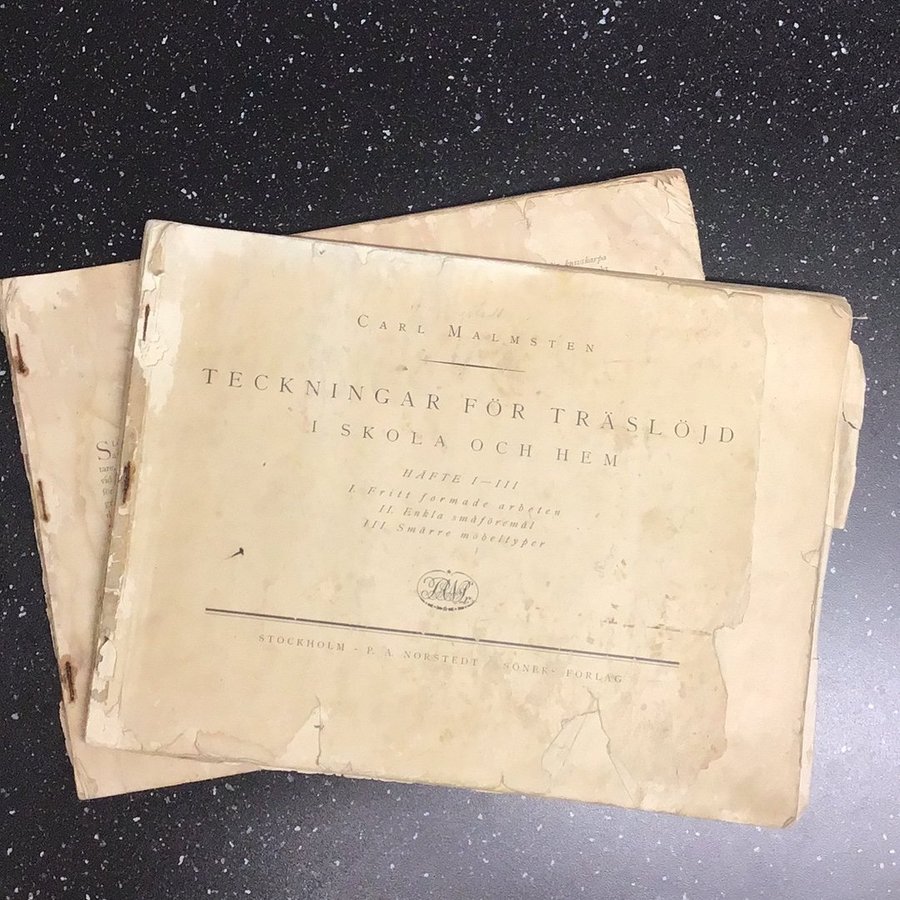 CARL MALMSTEN
TECKNINGAR FÖR TRÄSLÖJD
I SKOLA OCH HEM
HÄFTE I—III
I. Fritt formade arbeten
II. Enkla småföremål
III. Smärre möbeltyper
STOCKHOLM - P. A. NORSTEDT SÖNER - FÖRLAG